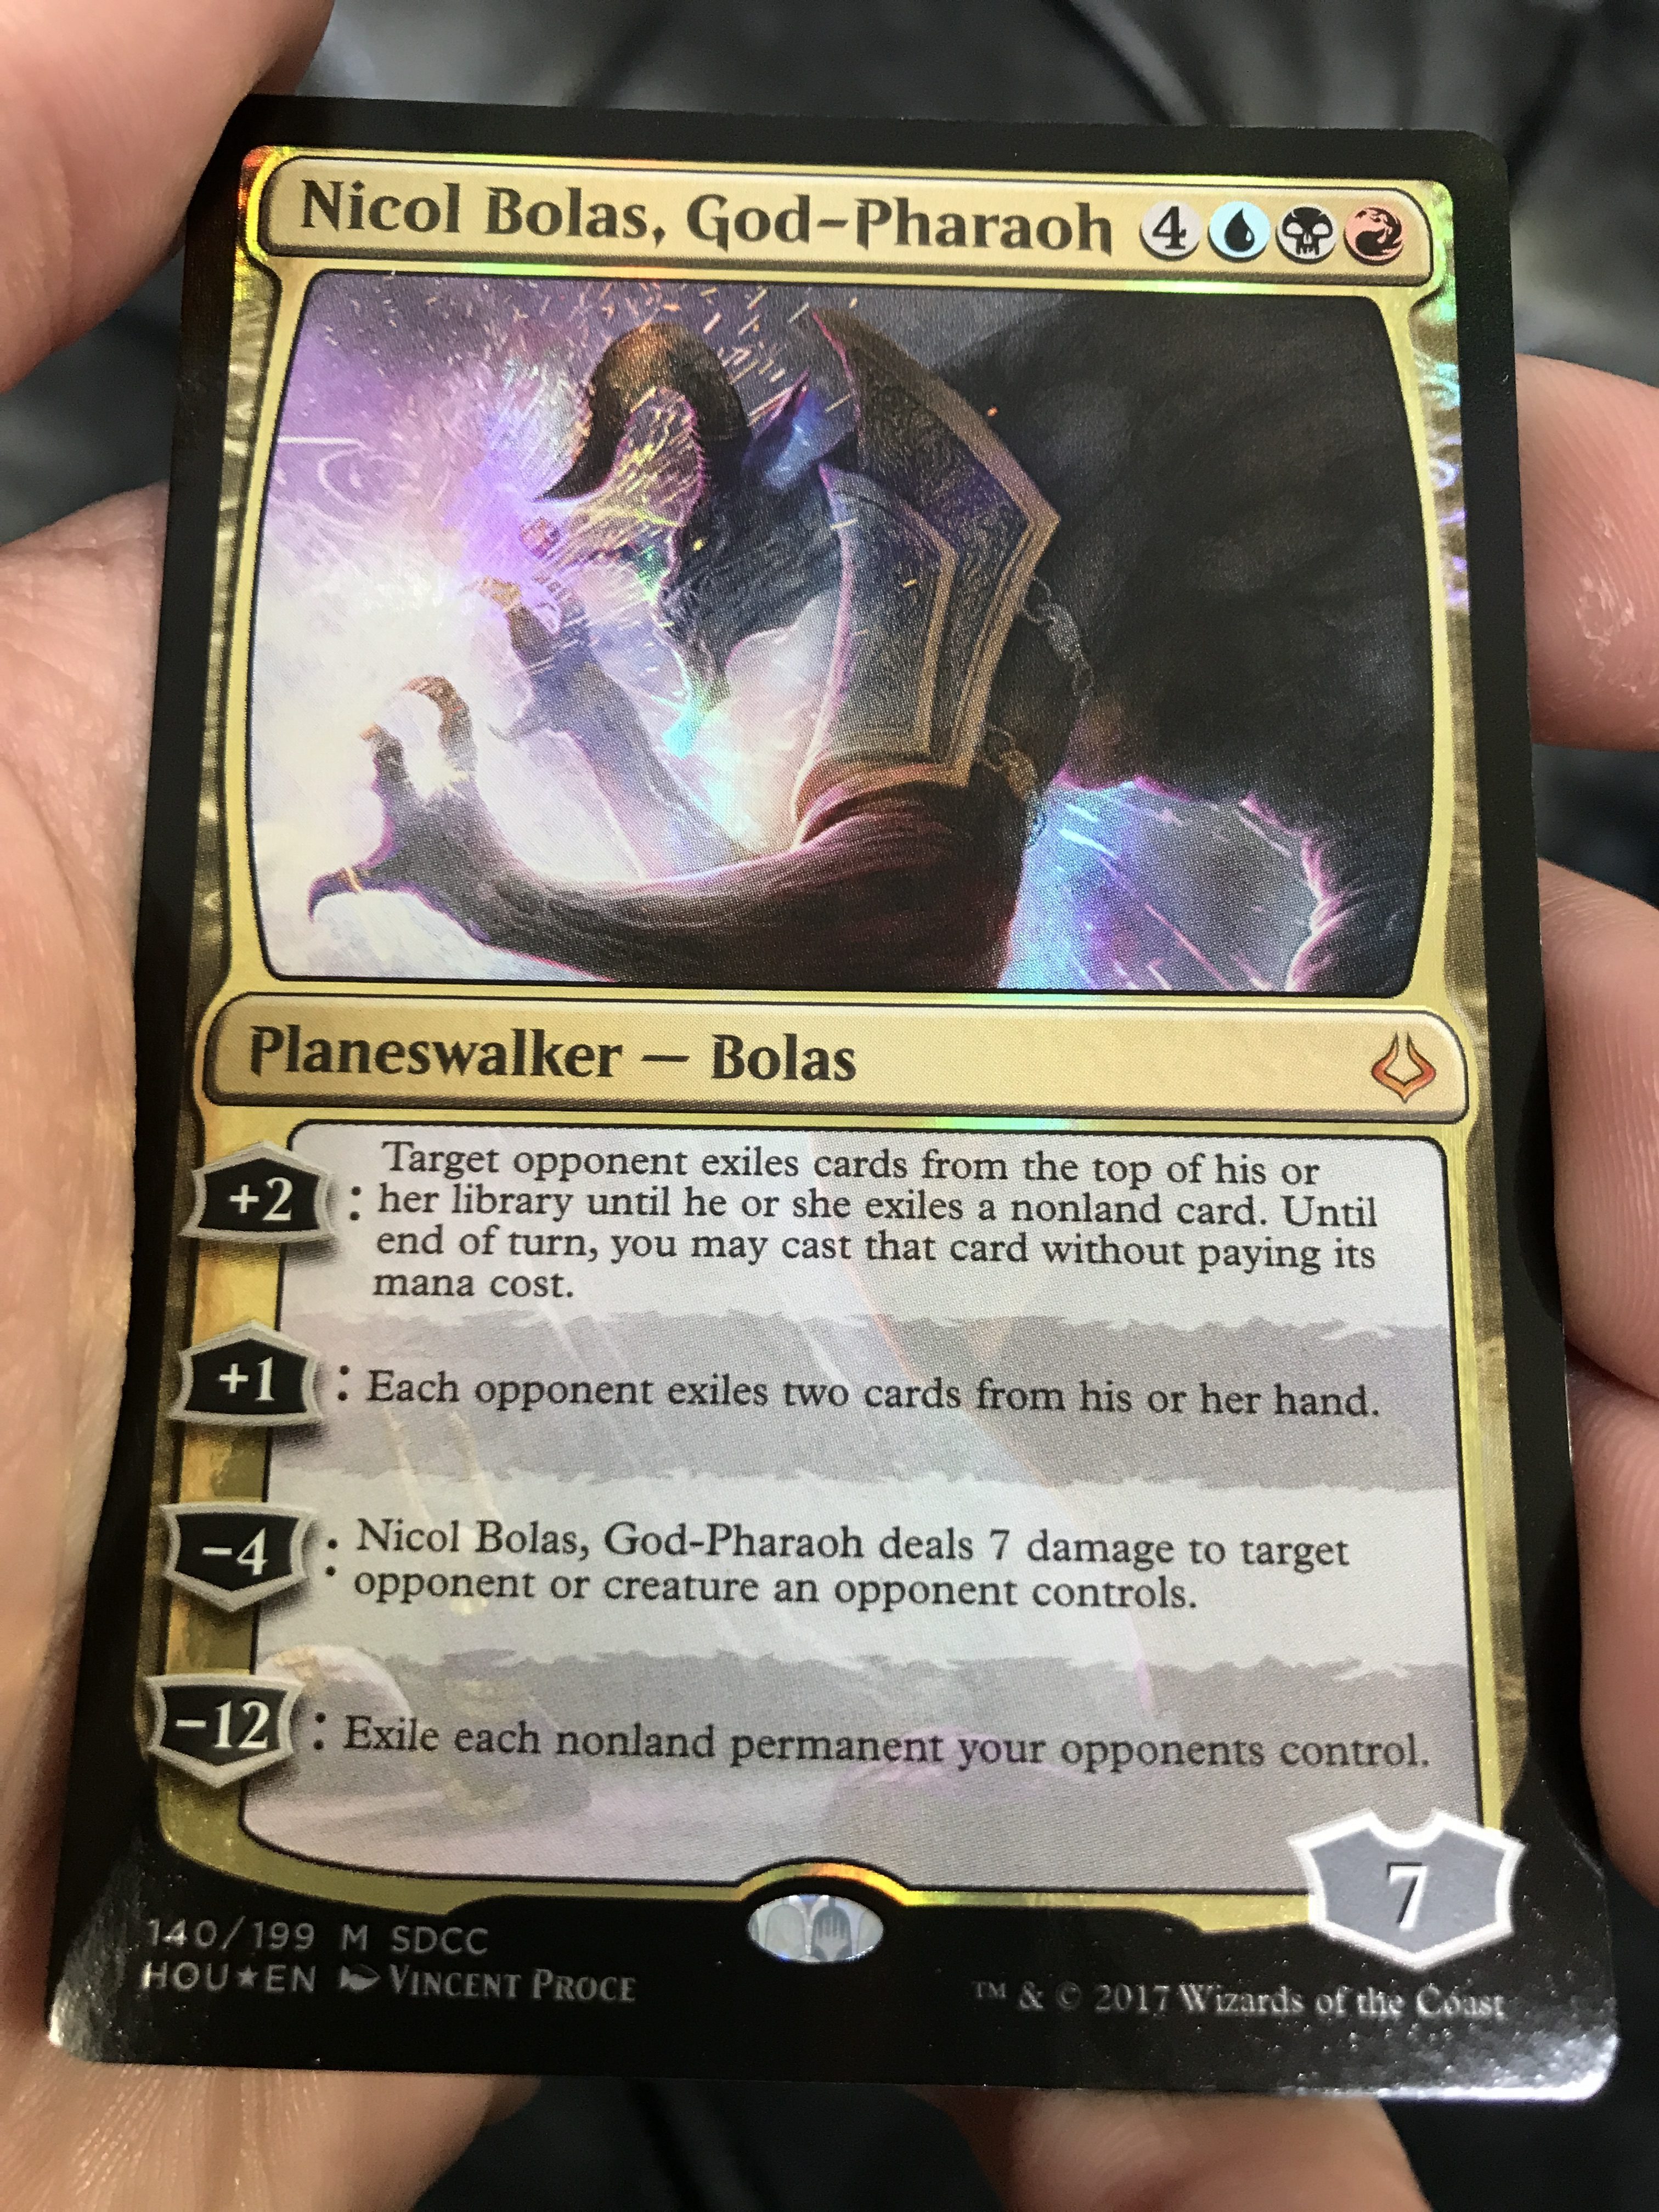 Nicol Bolas, God-Pharaoh 4
Planeswalker — Bolas
+2 : Target opponent exiles cards from the top of his or
her library until he or she exiles a nonland card. Until
end of turn, you may cast that card without paying its
mana cost.
+1 : Each opponent exiles two cards from his or her hand.
−4 : Nicol Bolas, God-Pharaoh deals 7 damage to target
opponent or creature an opponent controls.
−12 : Exile each nonland permanent your opponents control.
7
140/199 M SDCC
HOU★EN Vincent Proce
™ & © 2017 Wizards of the Coast